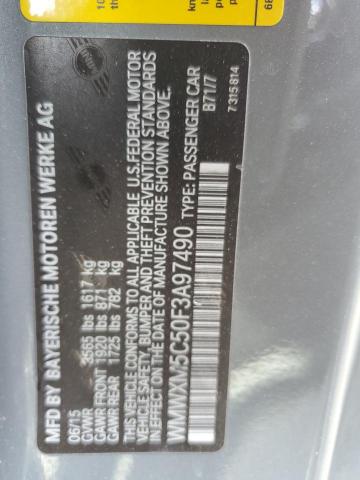 MFD BY BAYERISCHE MOTOREN WERKE AG
06/15
GVWR 3565 lbs 1617 kg
GAWR FRONT 1920 lbs 871 kg
GAWR REAR 1725 lbs 782 kg
THIS VEHICLE CONFORMS TO ALL APPLICABLE U.S.FEDERAL MOTOR
VEHICLE SAFETY, BUMPER AND THEFT PREVENTION STANDARDS
IN EFFECT ON THE DATE OF MANUFACTURE SHOWN ABOVE.
WMWXM5C50F3A97490 TYPE: PASSENGER CAR
B71/7
7 315 814